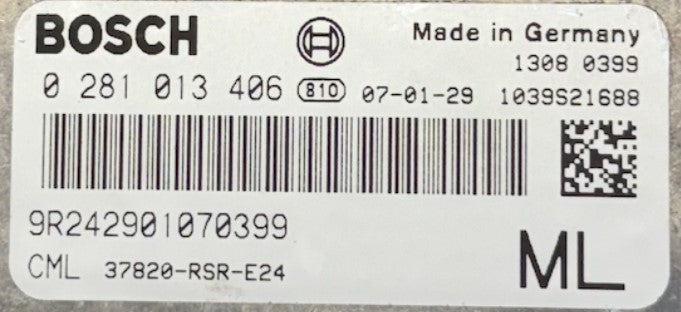 BOSCH
Made in Germany
1308 0399
0 281 013 406 810 07-01-29 1039S21688
9R242901070399
CML 37820-RSR-E24
ML